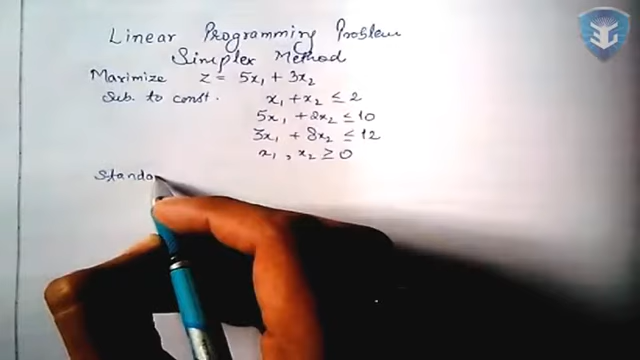 Linear Programming Problem
Simplex Method
Maximize z = 5x₁ + 3x₂
Sub. to const. x₁ + x₂ ≤ 2
5x₁ + 2x₂ ≤ 10
3x₁ + 8x₂ ≤ 12
x₁, x₂ ≥ 0
Standa